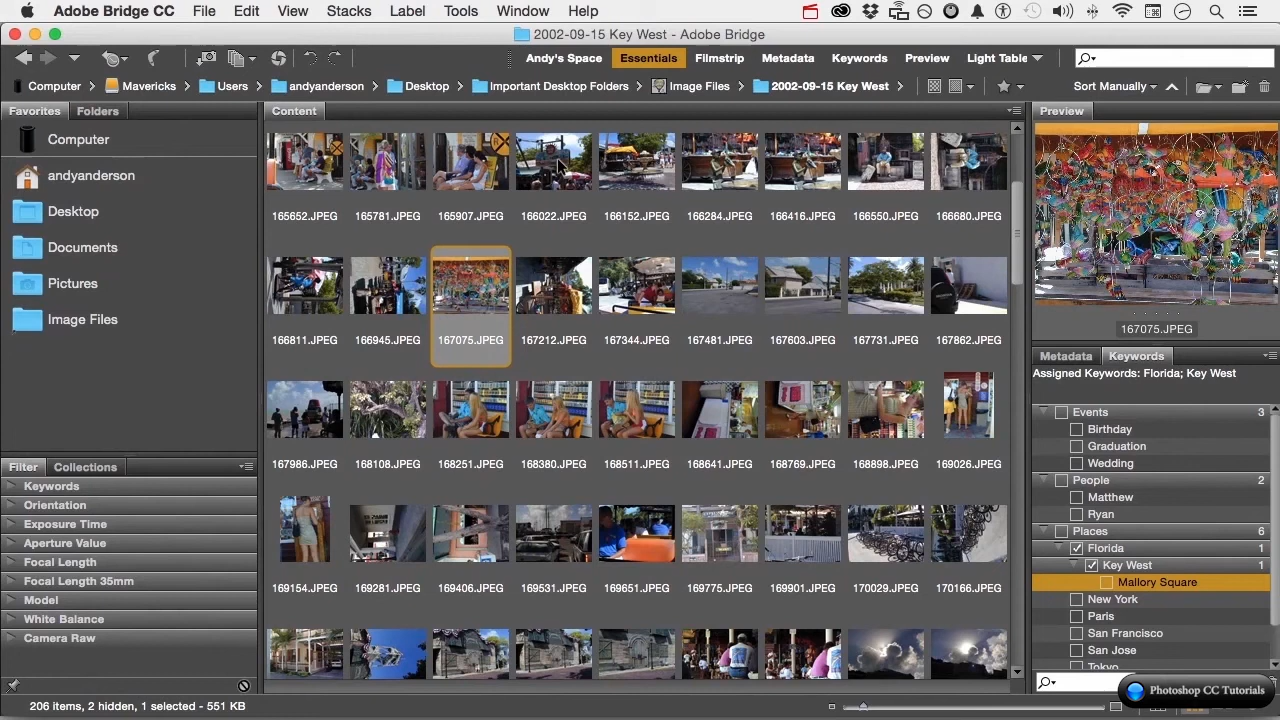 Adobe Bridge CC File Edit View Stacks Label Tools Window Help
2002-09-15 Key West - Adobe Bridge
Andy's Space Essentials Filmstrip Metadata Keywords Preview Light Table
Computer Mavericks Users andyanderson Desktop Important Desktop Folders Image Files 2002-09-15 Key West Sort Manually
Favorites Folders
Computer
andyanderson
Desktop
Documents
Pictures
Image Files
Filter Collections
Keywords
Orientation
Exposure Time
Aperture Value
Focal Length
Focal Length 35mm
Model
White Balance
Camera Raw
Content
165652.JPEG 165781.JPEG 165907.JPEG 166022.JPEG 166152.JPEG 166284.JPEG 166416.JPEG 166550.JPEG 166680.JPEG
166811.JPEG 166945.JPEG 167075.JPEG 167212.JPEG 167344.JPEG 167481.JPEG 167603.JPEG 167731.JPEG 167862.JPEG
167986.JPEG 168108.JPEG 168251.JPEG 168380.JPEG 168511.JPEG 168641.JPEG 168769.JPEG 168898.JPEG 169026.JPEG
169154.JPEG 169281.JPEG 169406.JPEG 169531.JPEG 169651.JPEG 169775.JPEG 169901.JPEG 170029.JPEG 170166.JPEG
Preview
167075.JPEG
Metadata Keywords
Assigned Keywords: Florida; Key West
Events 3
Birthday
Graduation
Wedding
People 2
Matthew
Ryan
Places 6
Florida 1
Key West 1
Mallory Square
New York
Paris
San Francisco
San Jose
Tokyo
Photoshop CC Tutorials
206 items, 2 hidden, 1 selected - 551 KB